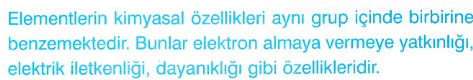 Elementlerin kimyasal özellikleri aynı grup içinde birbirine
benzemektedir. Bunlar elektron almaya vermeye yatkınlığı,
elektrik iletkenliği, dayanıklığı gibi özellikleridir.